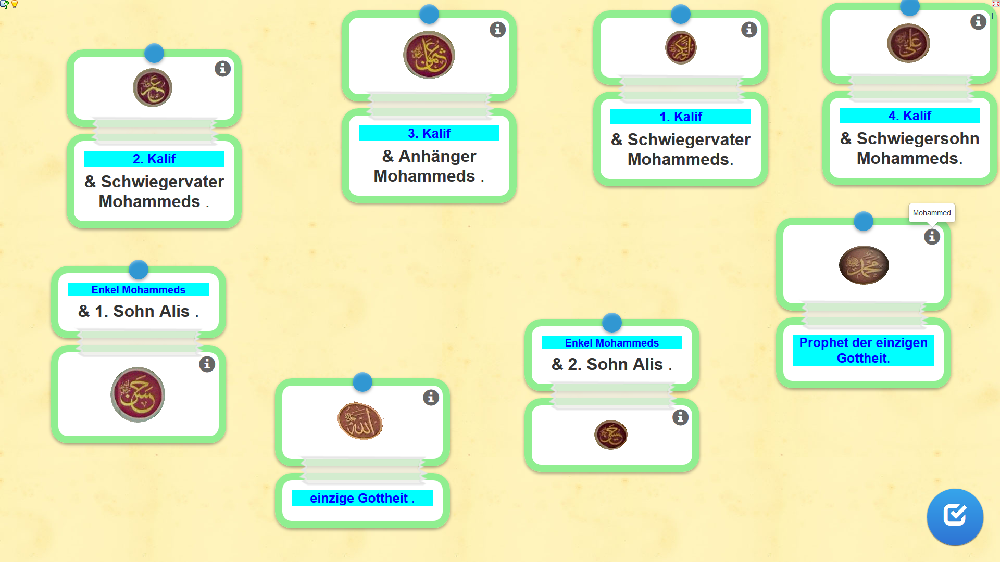 عمر
2. Kalif
& Schwiegervater
Mohammeds .
عثمان
3. Kalif
& Anhänger
Mohammeds .
ابوبكر
1. Kalif
& Schwiegervater
Mohammeds.
علي
4. Kalif
& Schwiegersohn
Mohammeds.
Enkel Mohammeds
& 1. Sohn Alis .
حسن
الله
einzige Gottheit .
Enkel Mohammeds
& 2. Sohn Alis .
حسين
Mohammed
محمد
Prophet der einzigen
Gottheit.